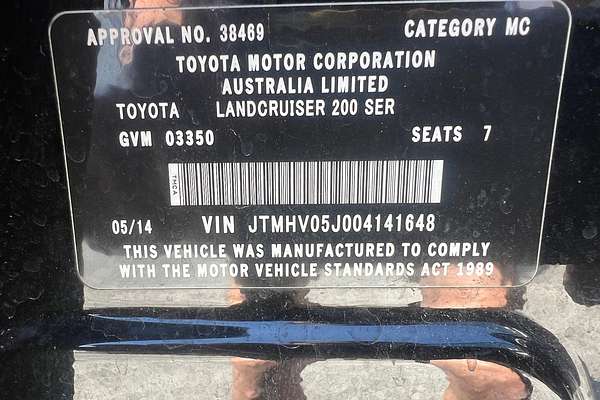 APPROVAL NO. 38469 CATEGORY MC
TOYOTA MOTOR CORPORATION
AUSTRALIA LIMITED
TOYOTA LANDCRUISER 200 SER
GVM 03350 SEATS 7
TMCA
05/14 VIN JTMHV05J004141648
THIS VEHICLE WAS MANUFACTURED TO COMPLY
WITH THE MOTOR VEHICLE STANDARDS ACT 1989